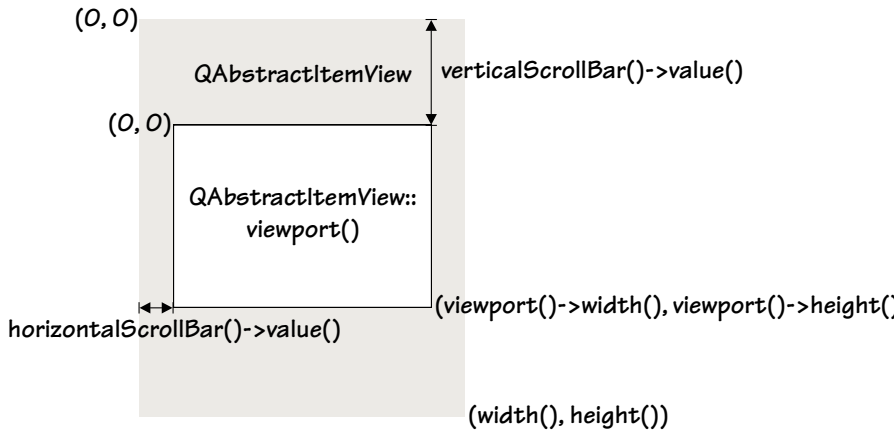 (0, 0)
QAbstractItemView
verticalScrollBar()->value()
(0, 0)
QAbstractItemView::
viewport()
(viewport()->width(), viewport()->height()
horizontalScrollBar()->value()
(width(), height())